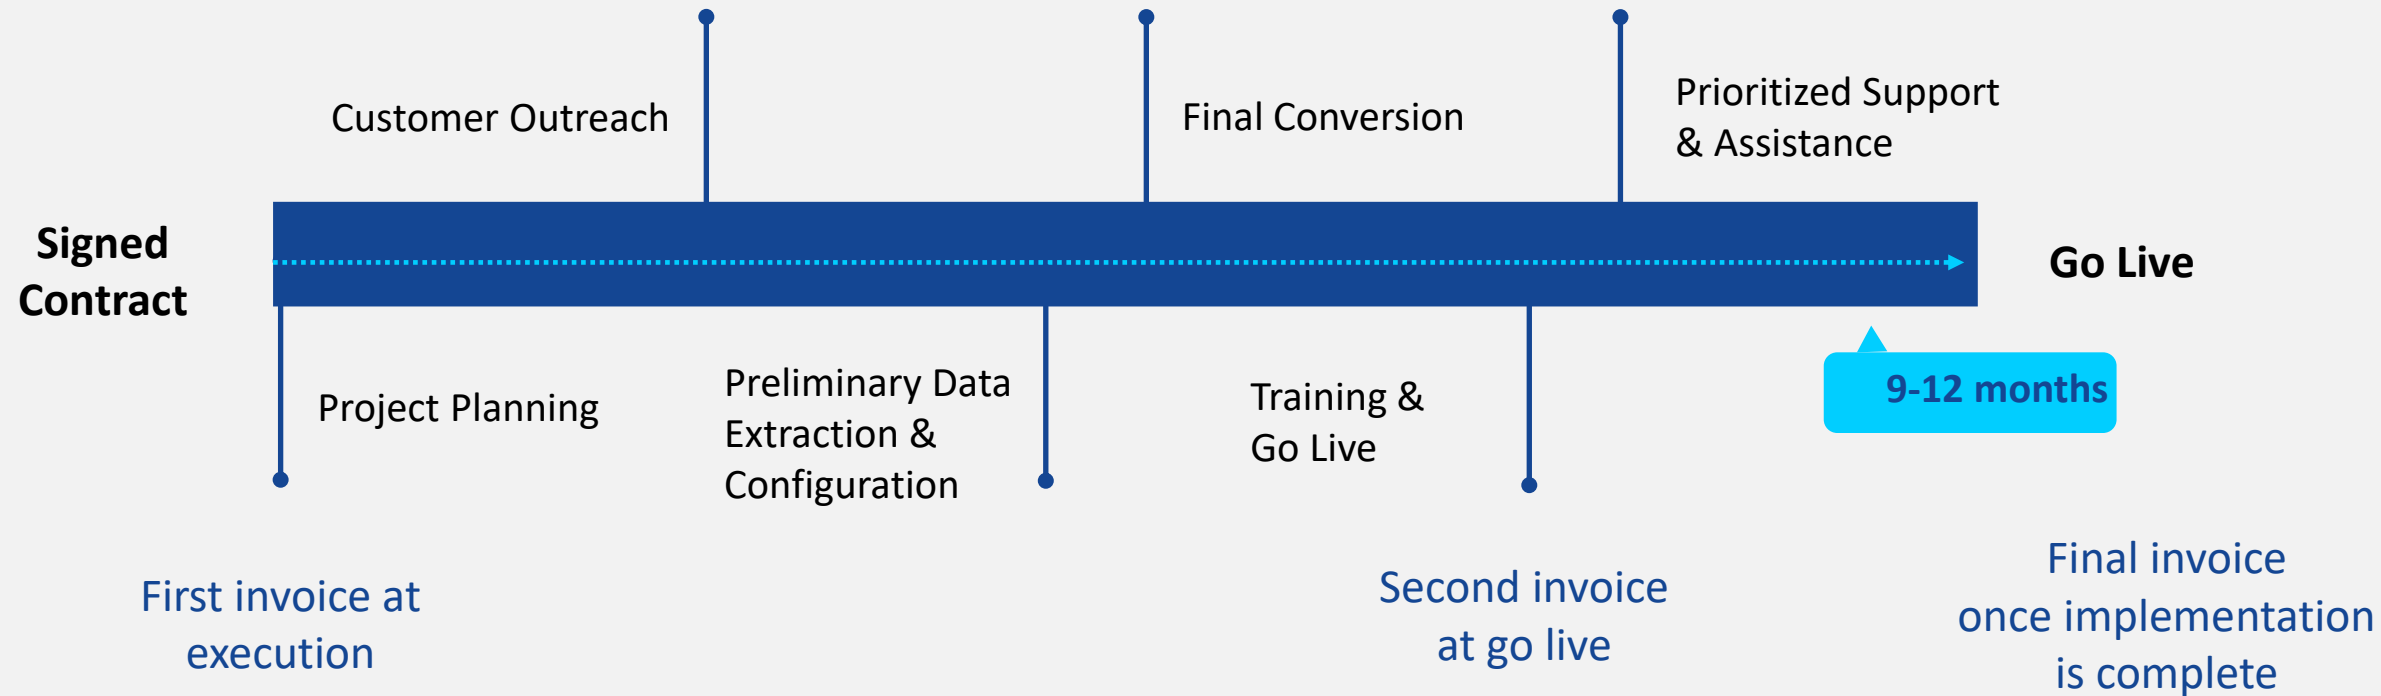 Customer Outreach
Final Conversion
Prioritized Support
& Assistance
Signed
Contract
Go Live
Project Planning
Preliminary Data
Extraction &
Configuration
Training &
Go Live
9-12 months
First invoice at
execution
Second invoice
at go live
Final invoice
once implementation
is complete